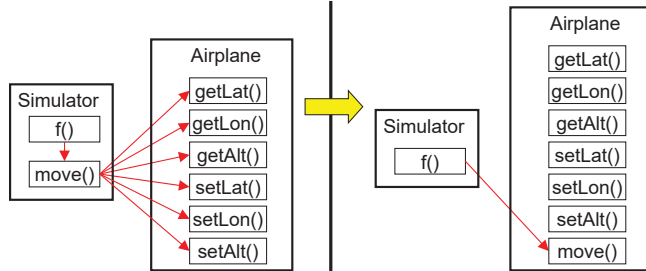 Simulator
f()
move()
Airplane
getLat()
getLon()
getAlt()
setLat()
setLon()
setAlt()
Simulator
f()
Airplane
getLat()
getLon()
getAlt()
setLat()
setLon()
setAlt()
move()